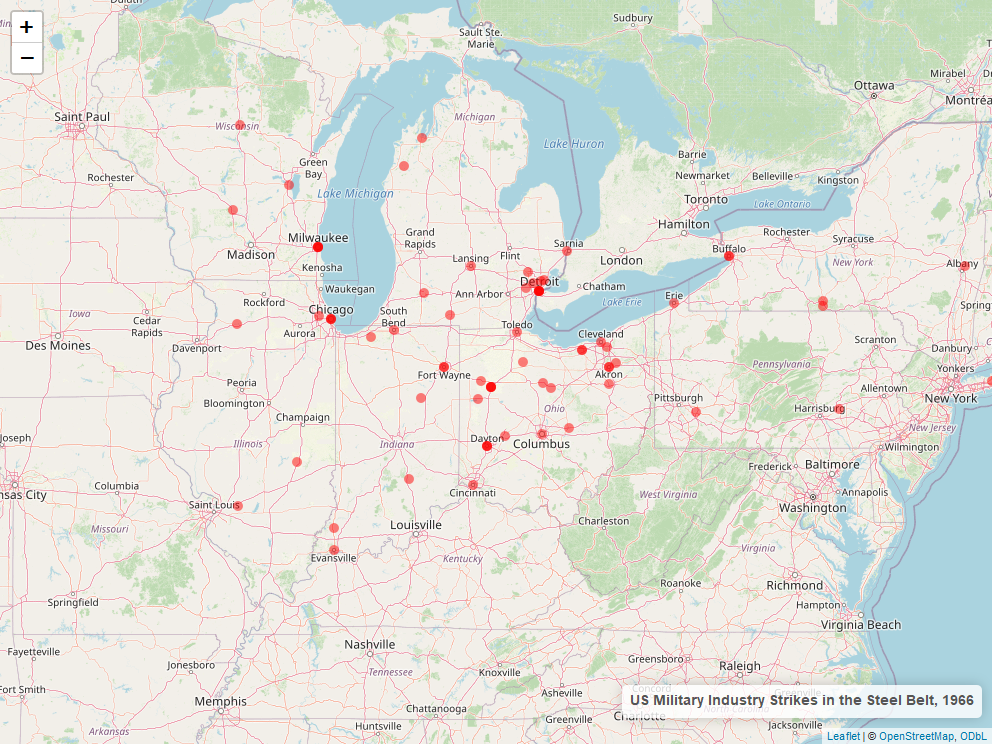 +
−
Duluth
Sudbury
Sault Ste.
Marie
Ottawa
Mirabel
Montréal
Saint Paul
Wisconsin
Michigan
Lake Huron
Barrie
Newmarket
Belleville
Kingston
Green
Bay
Rochester
Lake Michigan
Toronto
Lake Ontario
Hamilton
Milwaukee
Grand
Rapids
Sarnia
Rochester
Syracuse
Madison
Lansing
Flint
London
Buffalo
New York
Albany
Kenosha
Waukegan
Detroit
Chatham
Ann Arbor
Lake Erie
Erie
Rockford
Chicago
Iowa
Cedar
Rapids
Aurora
South
Bend
Toledo
Cleveland
Scranton
Springf
Des Moines
Davenport
Danbury
Pennsylvania
Yonkers
Fort Wayne
Akron
Peoria
Allentown
New York
Bloomington
Pittsburgh
Harrisburg
Champaign
Ohio
New Jersey
Joseph
Illinois
Indiana
Dayton
Columbus
Wilmington
Frederick
Baltimore
Columbia
Cincinnati
West Virginia
Annapolis
nsas City
Saint Louis
Washington
Charleston
Missouri
Louisville
Evansville
Kentucky
Virginia
Roanoke
Richmond
Springfield
Hampton
Virginia Beach
Nashville
Fayetteville
Jonesboro
Tennessee
Knoxville
Greensboro
Raleigh
Fort Smith
Asheville
Concord
Greenville
Memphis
US Military Industry Strikes in the Steel Belt, 1966
Chattanooga
Greenville
Charlotte
Huntsville
Jacksonville
Arkansas
Leaflet | © OpenStreetMap, ODbL